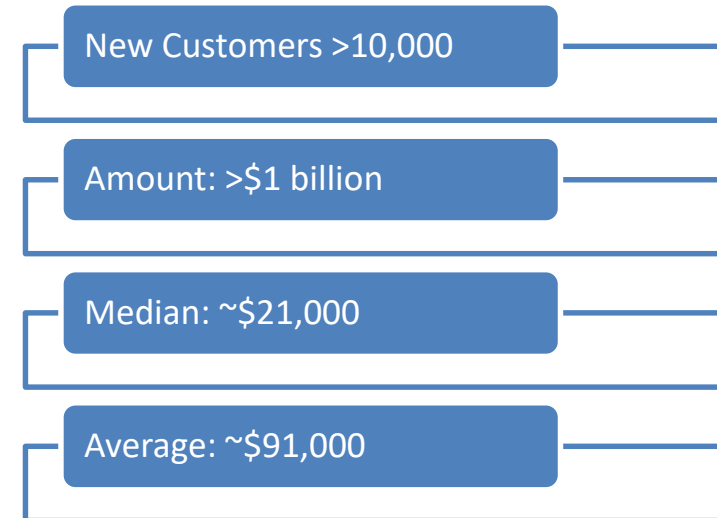 New Customers >10,000
Amount: >$1 billion
Median: ~$21,000
Average: ~$91,000